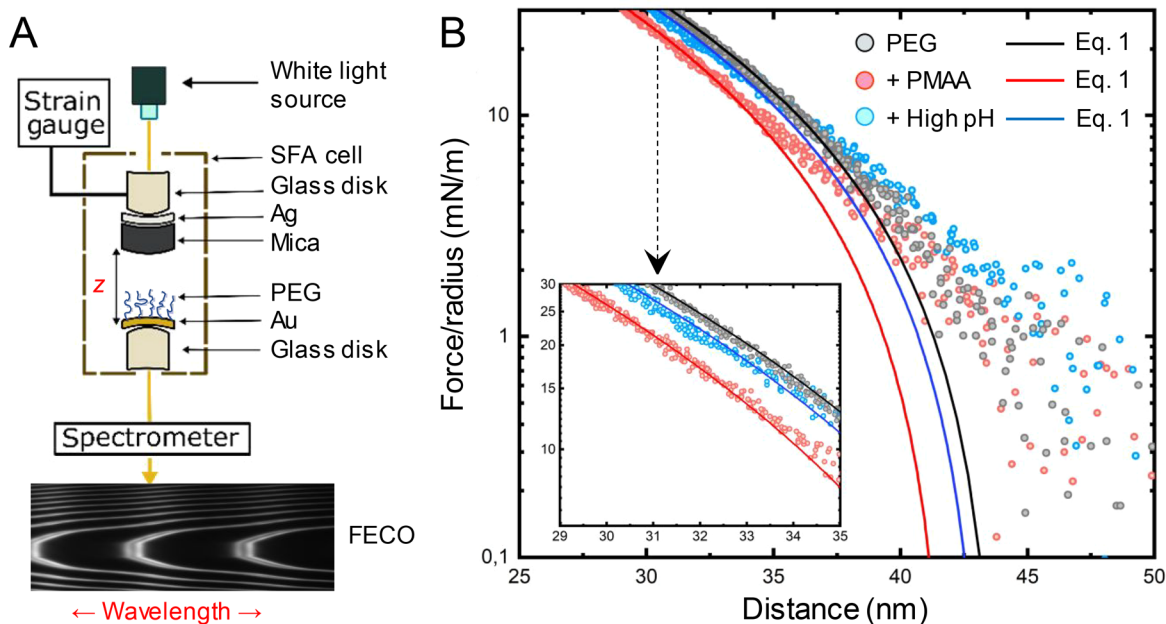 A
White light
source
Strain
gauge
SFA cell
Glass disk
Ag
Mica
z
PEG
Au
Glass disk
Spectrometer
FECO
← Wavelength →
B
Force/radius (mN/m)
10
1
0,1
PEG
+ PMAA
+ High pH
Eq. 1
Eq. 1
Eq. 1
30
25
20
15
10
29 30 31 32 33 34 35
25 30 35 40 45 50
Distance (nm)